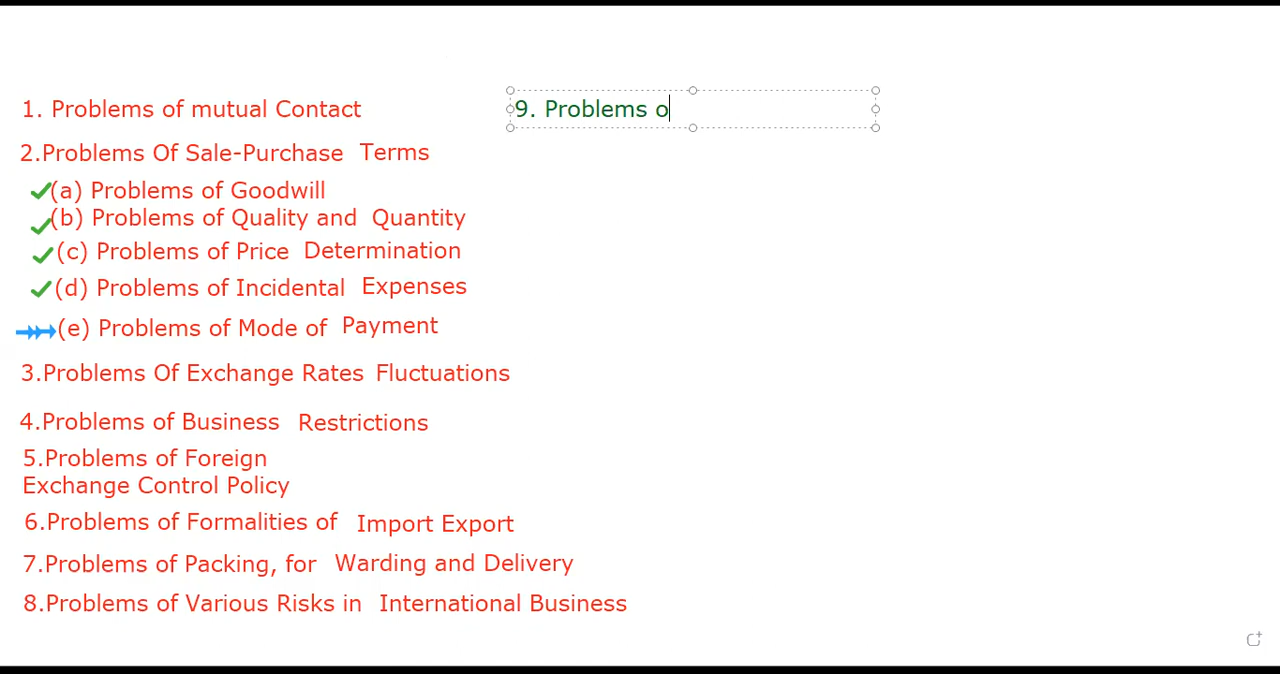 1. Problems of mutual Contact
2.Problems Of Sale-Purchase Terms
(a) Problems of Goodwill
(b) Problems of Quality and Quantity
(c) Problems of Price Determination
(d) Problems of Incidental Expenses
(e) Problems of Mode of Payment
3.Problems Of Exchange Rates Fluctuations
4.Problems of Business Restrictions
5.Problems of Foreign
Exchange Control Policy
6.Problems of Formalities of Import Export
7.Problems of Packing, for Warding and Delivery
8.Problems of Various Risks in International Business
9. Problems o